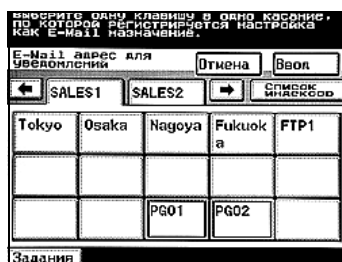 ВЫБЕРИТЕ ОДНУ КЛАВИШУ В ОДНО КАСАНИЕ,
ПО КОТОРОЙ РЕГИСТРИРУЕТСЯ НАСТРОЙКА
КАК E-Mail НАЗНАЧЕНИЕ.
E-Mail адрес для
уведомлений Отмена Ввод
SALES1 SALES2 Список
индексов
Tokyo Osaka Nagoya Fukuok FTP1
a
PG01 PG02
Задания